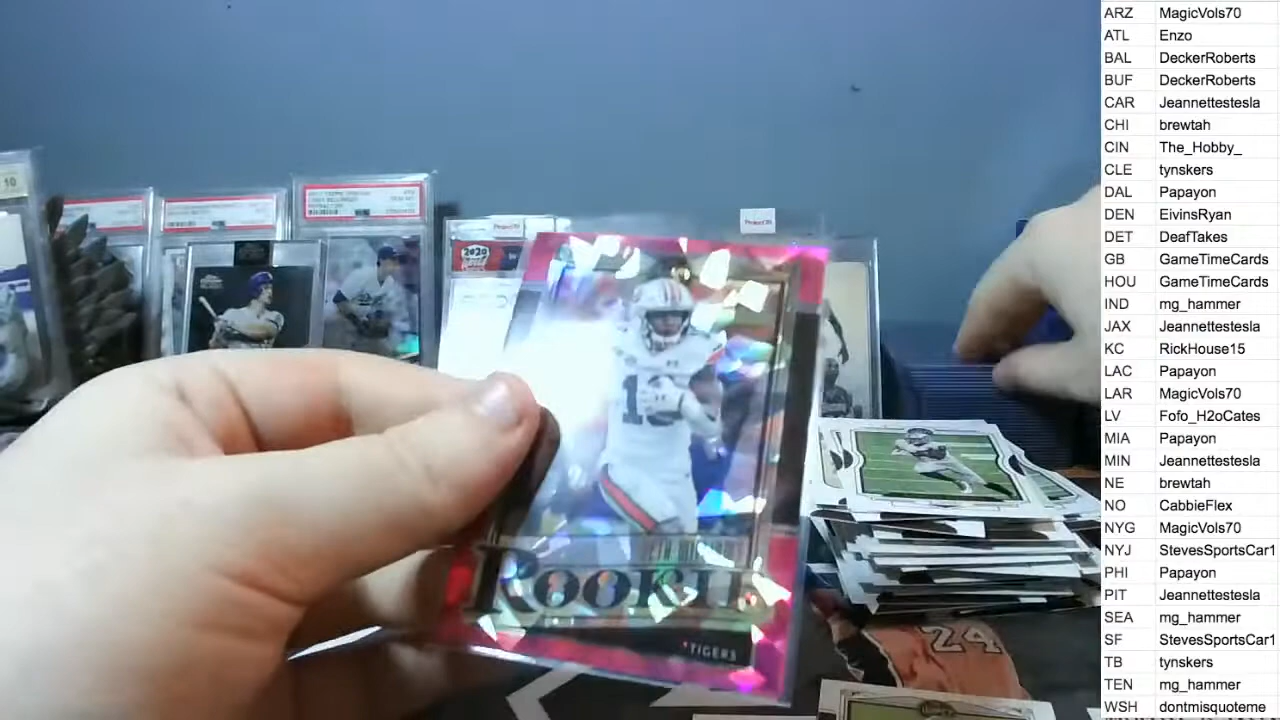 ARZ MagicVols70
ATL Enzo
BAL DeckerRoberts
BUF DeckerRoberts
CAR Jeannettestesla
CHI brewtah
CIN The_Hobby_
CLE tynskers
DAL Papayon
DEN EivinsRyan
DET DeafTakes
GB GameTimeCards
HOU GameTimeCards
IND mg_hammer
JAX Jeannettestesla
KC RickHouse15
LAC Papayon
LAR MagicVols70
LV Fofo_H2oCates
MIA Papayon
MIN Jeannettestesla
NE brewtah
NO CabbieFlex
NYG MagicVols70
NYJ StevesSportsCar1
PHI Papayon
PIT Jeannettestesla
SEA mg_hammer
SF StevesSportsCar1
TB tynskers
TEN mg_hammer
WSH dontmisquoteme
10
2020
ROOKIE
TIGERS
24